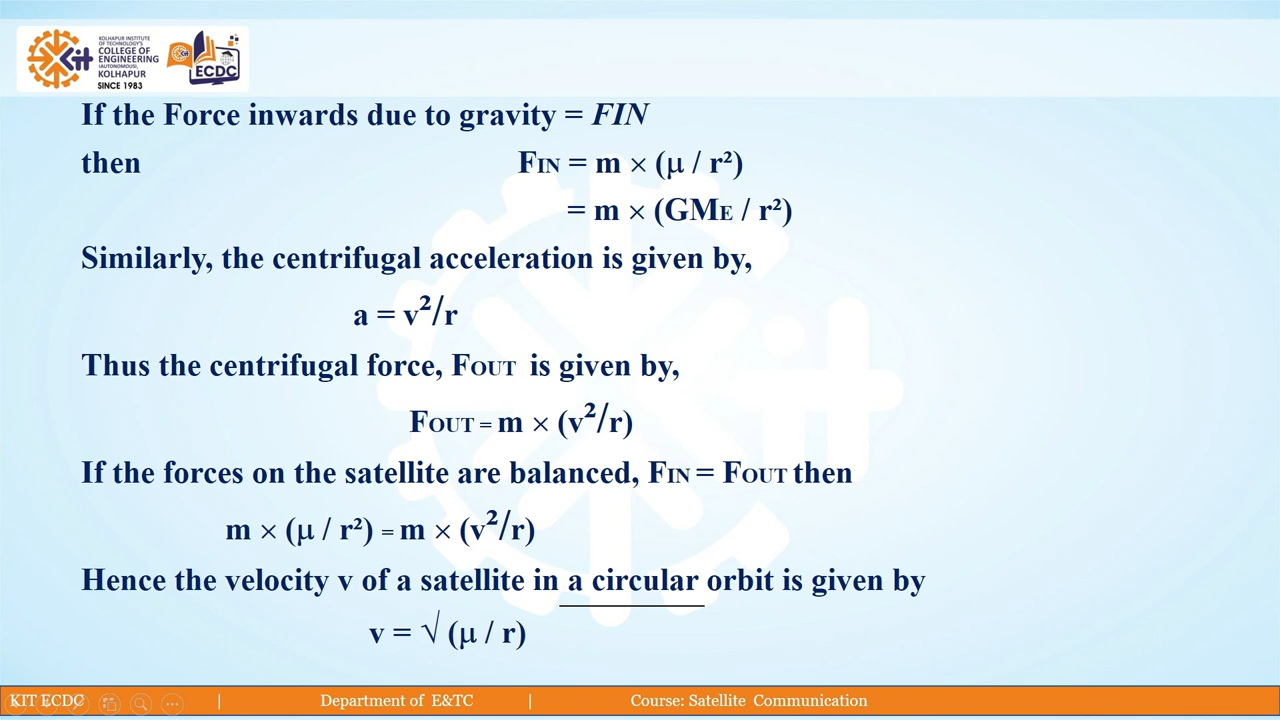 KOLHAPUR INSTITUTE
OF TECHNOLOGY'S
COLLEGE OF
ENGINEERING
(AUTONOMOUS),
KOLHAPUR
SINCE 1983
KIT
ECDC
If the Force inwards due to gravity = FIN
then FIN = m × (μ / r²)
= m × (GME / r²)
Similarly, the centrifugal acceleration is given by,
a = v²/r
Thus the centrifugal force, FOUT is given by,
FOUT = m × (v²/r)
If the forces on the satellite are balanced, FIN = FOUT then
m × (μ / r²) = m × (v²/r)
Hence the velocity v of a satellite in a circular orbit is given by
v = √ (μ / r)
KIT ECDC | Department of E&TC | Course: Satellite Communication